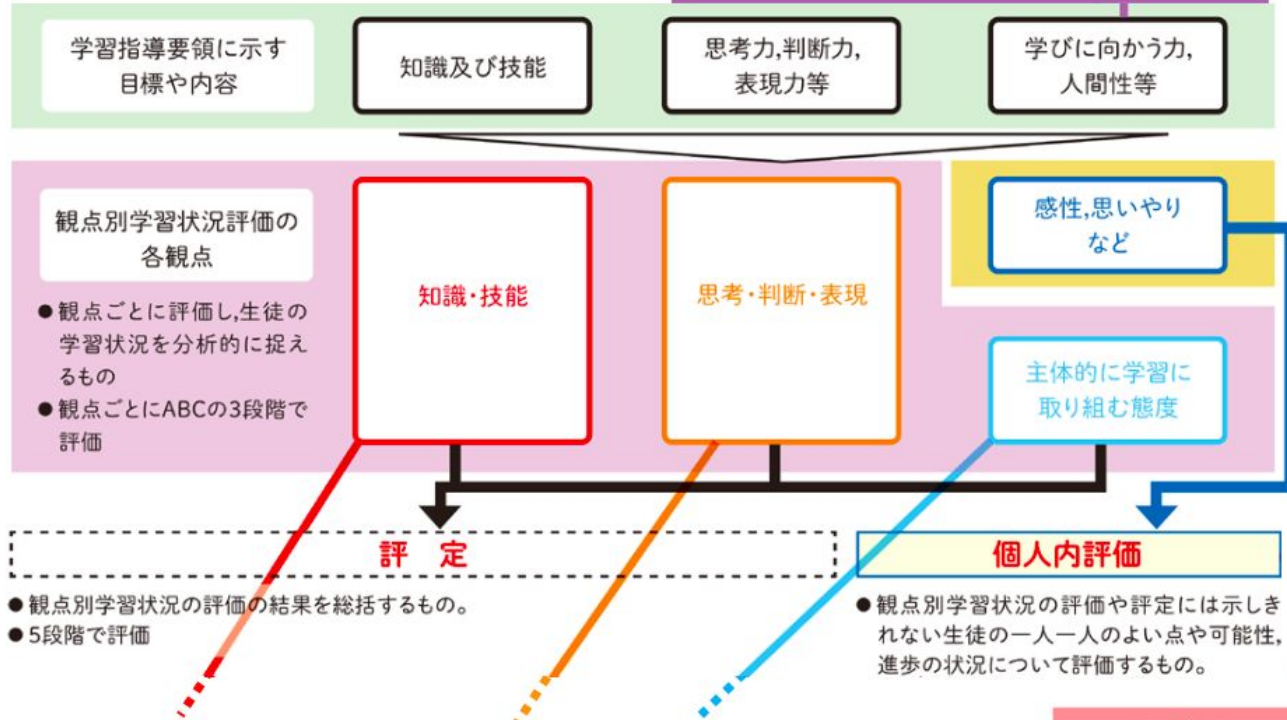 学習指導要領に示す
目標や内容
知識及び技能
思考力,判断力,
表現力等
学びに向かう力,
人間性等
観点別学習状況評価の
各観点
●観点ごとに評価し,生徒の
学習状況を分析的に捉え
るもの
●観点ごとにABCの3段階で
評価
知識・技能
思考・判断・表現
感性,思いやり
など
主体的に学習に
取り組む態度
評 定
●観点別学習状況の評価の結果を総括するもの。
●5段階で評価
個人内評価
●観点別学習状況の評価や評定には示しき
れない生徒の一人一人のよい点や可能性,
進歩の状況について評価するもの。